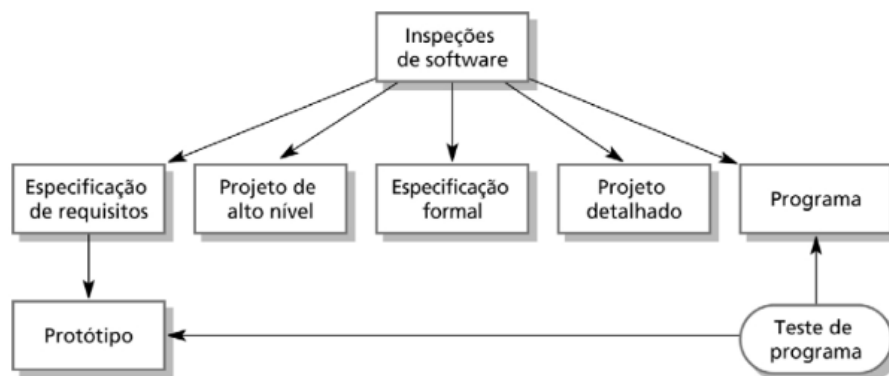 Inspeções
de software
Especificação
de requisitos
Projeto de
alto nível
Especificação
formal
Projeto
detalhado
Programa
Protótipo
Teste de
programa